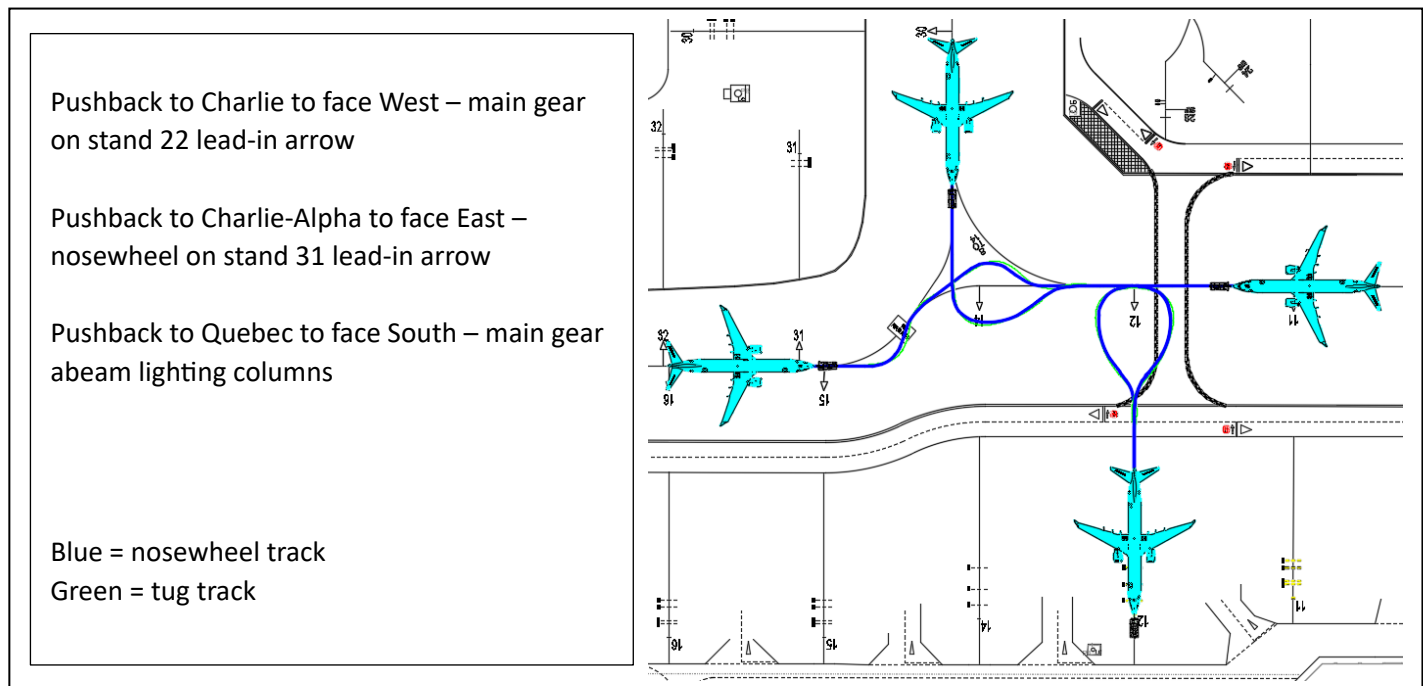 Pushback to Charlie to face West – main gear
on stand 22 lead-in arrow
Pushback to Charlie-Alpha to face East –
nosewheel on stand 31 lead-in arrow
Pushback to Quebec to face South – main gear
abeam lighting columns
Blue = nosewheel track
Green = tug track
30
30
32
31
32
31
14
12
11
15
16
16
15
14
12
11